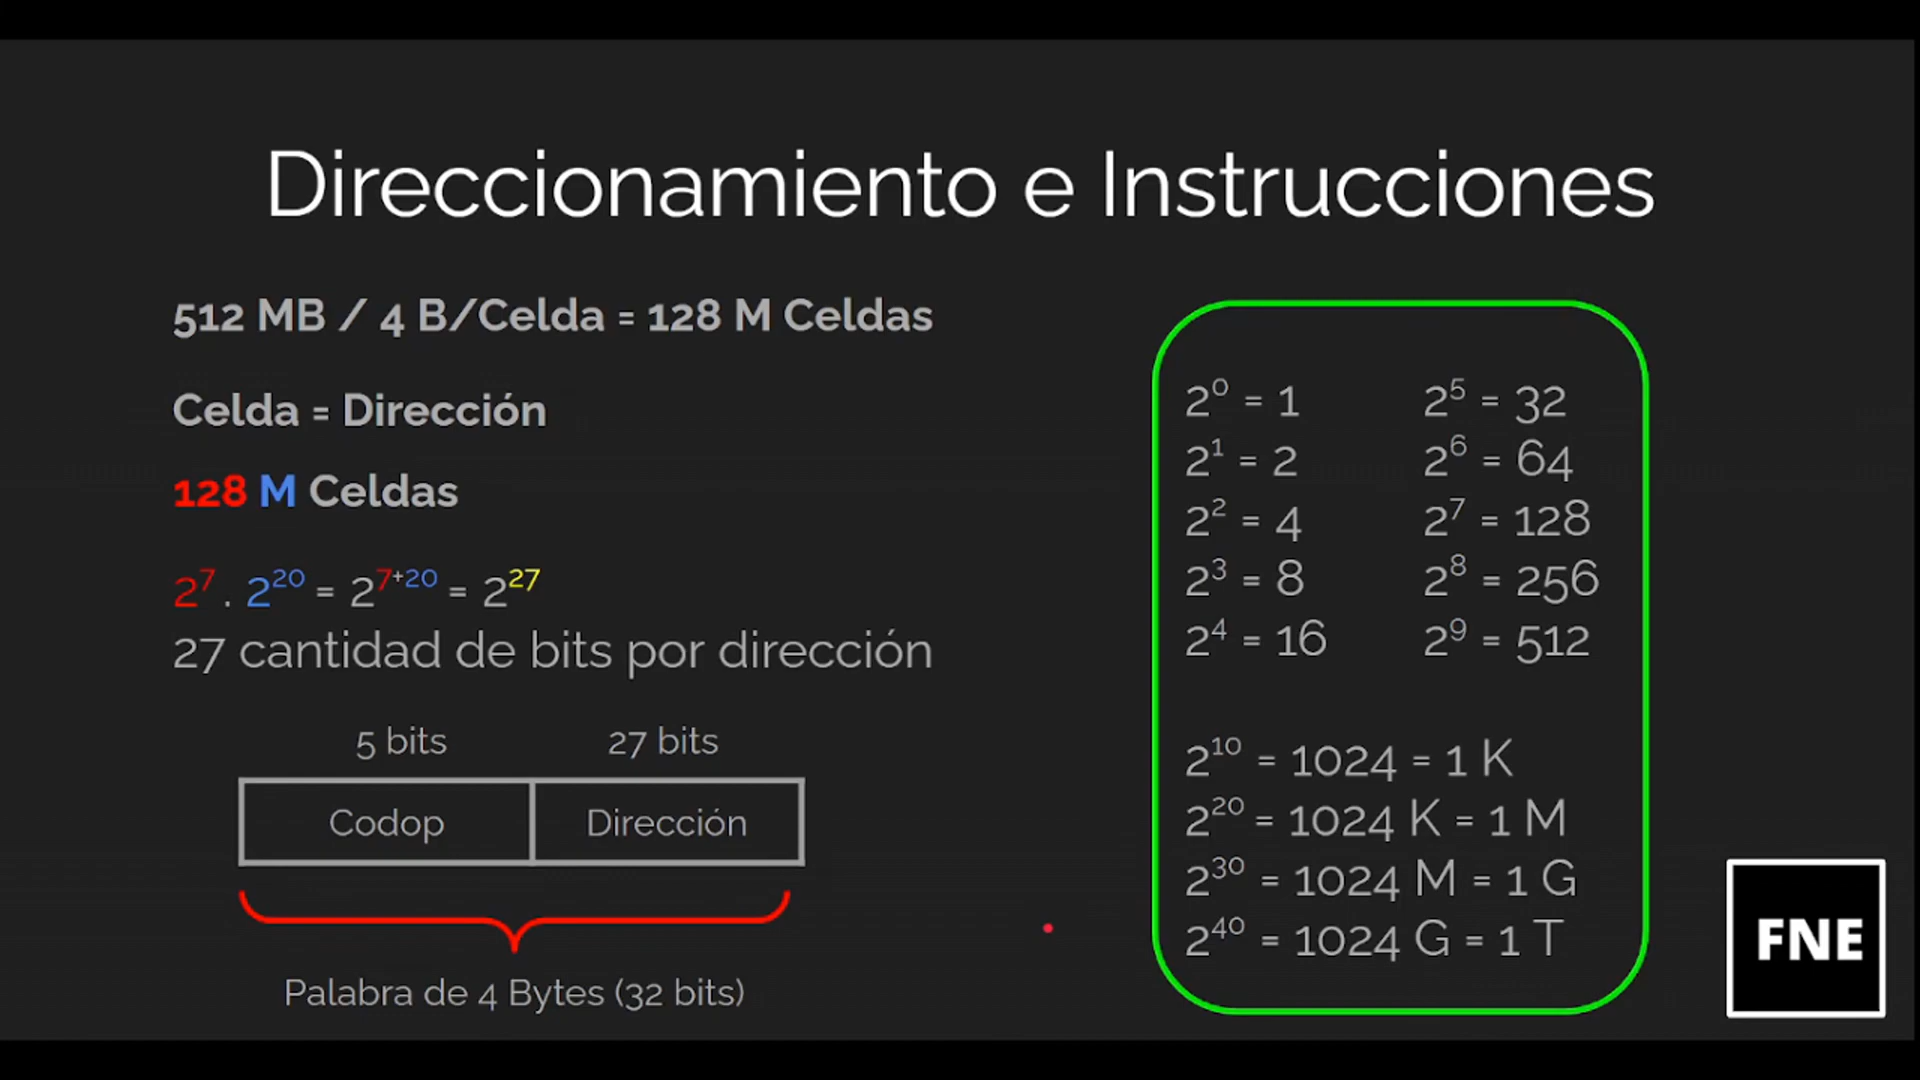 Direccionamiento e Instrucciones
512 MB / 4 B/Celda = 128 M Celdas
Celda = Dirección
128 M Celdas
2⁷ . 2²⁰ = 2⁷⁺²⁰ = 2²⁷
27 cantidad de bits por dirección
5 bits 27 bits
Codop Dirección
Palabra de 4 Bytes (32 bits)
2⁰ = 1 2⁵ = 32
2¹ = 2 2⁶ = 64
2² = 4 2⁷ = 128
2³ = 8 2⁸ = 256
2⁴ = 16 2⁹ = 512
2¹⁰ = 1024 = 1 K
2²⁰ = 1024 K = 1 M
2³⁰ = 1024 M = 1 G
2⁴⁰ = 1024 G = 1 T
FNE